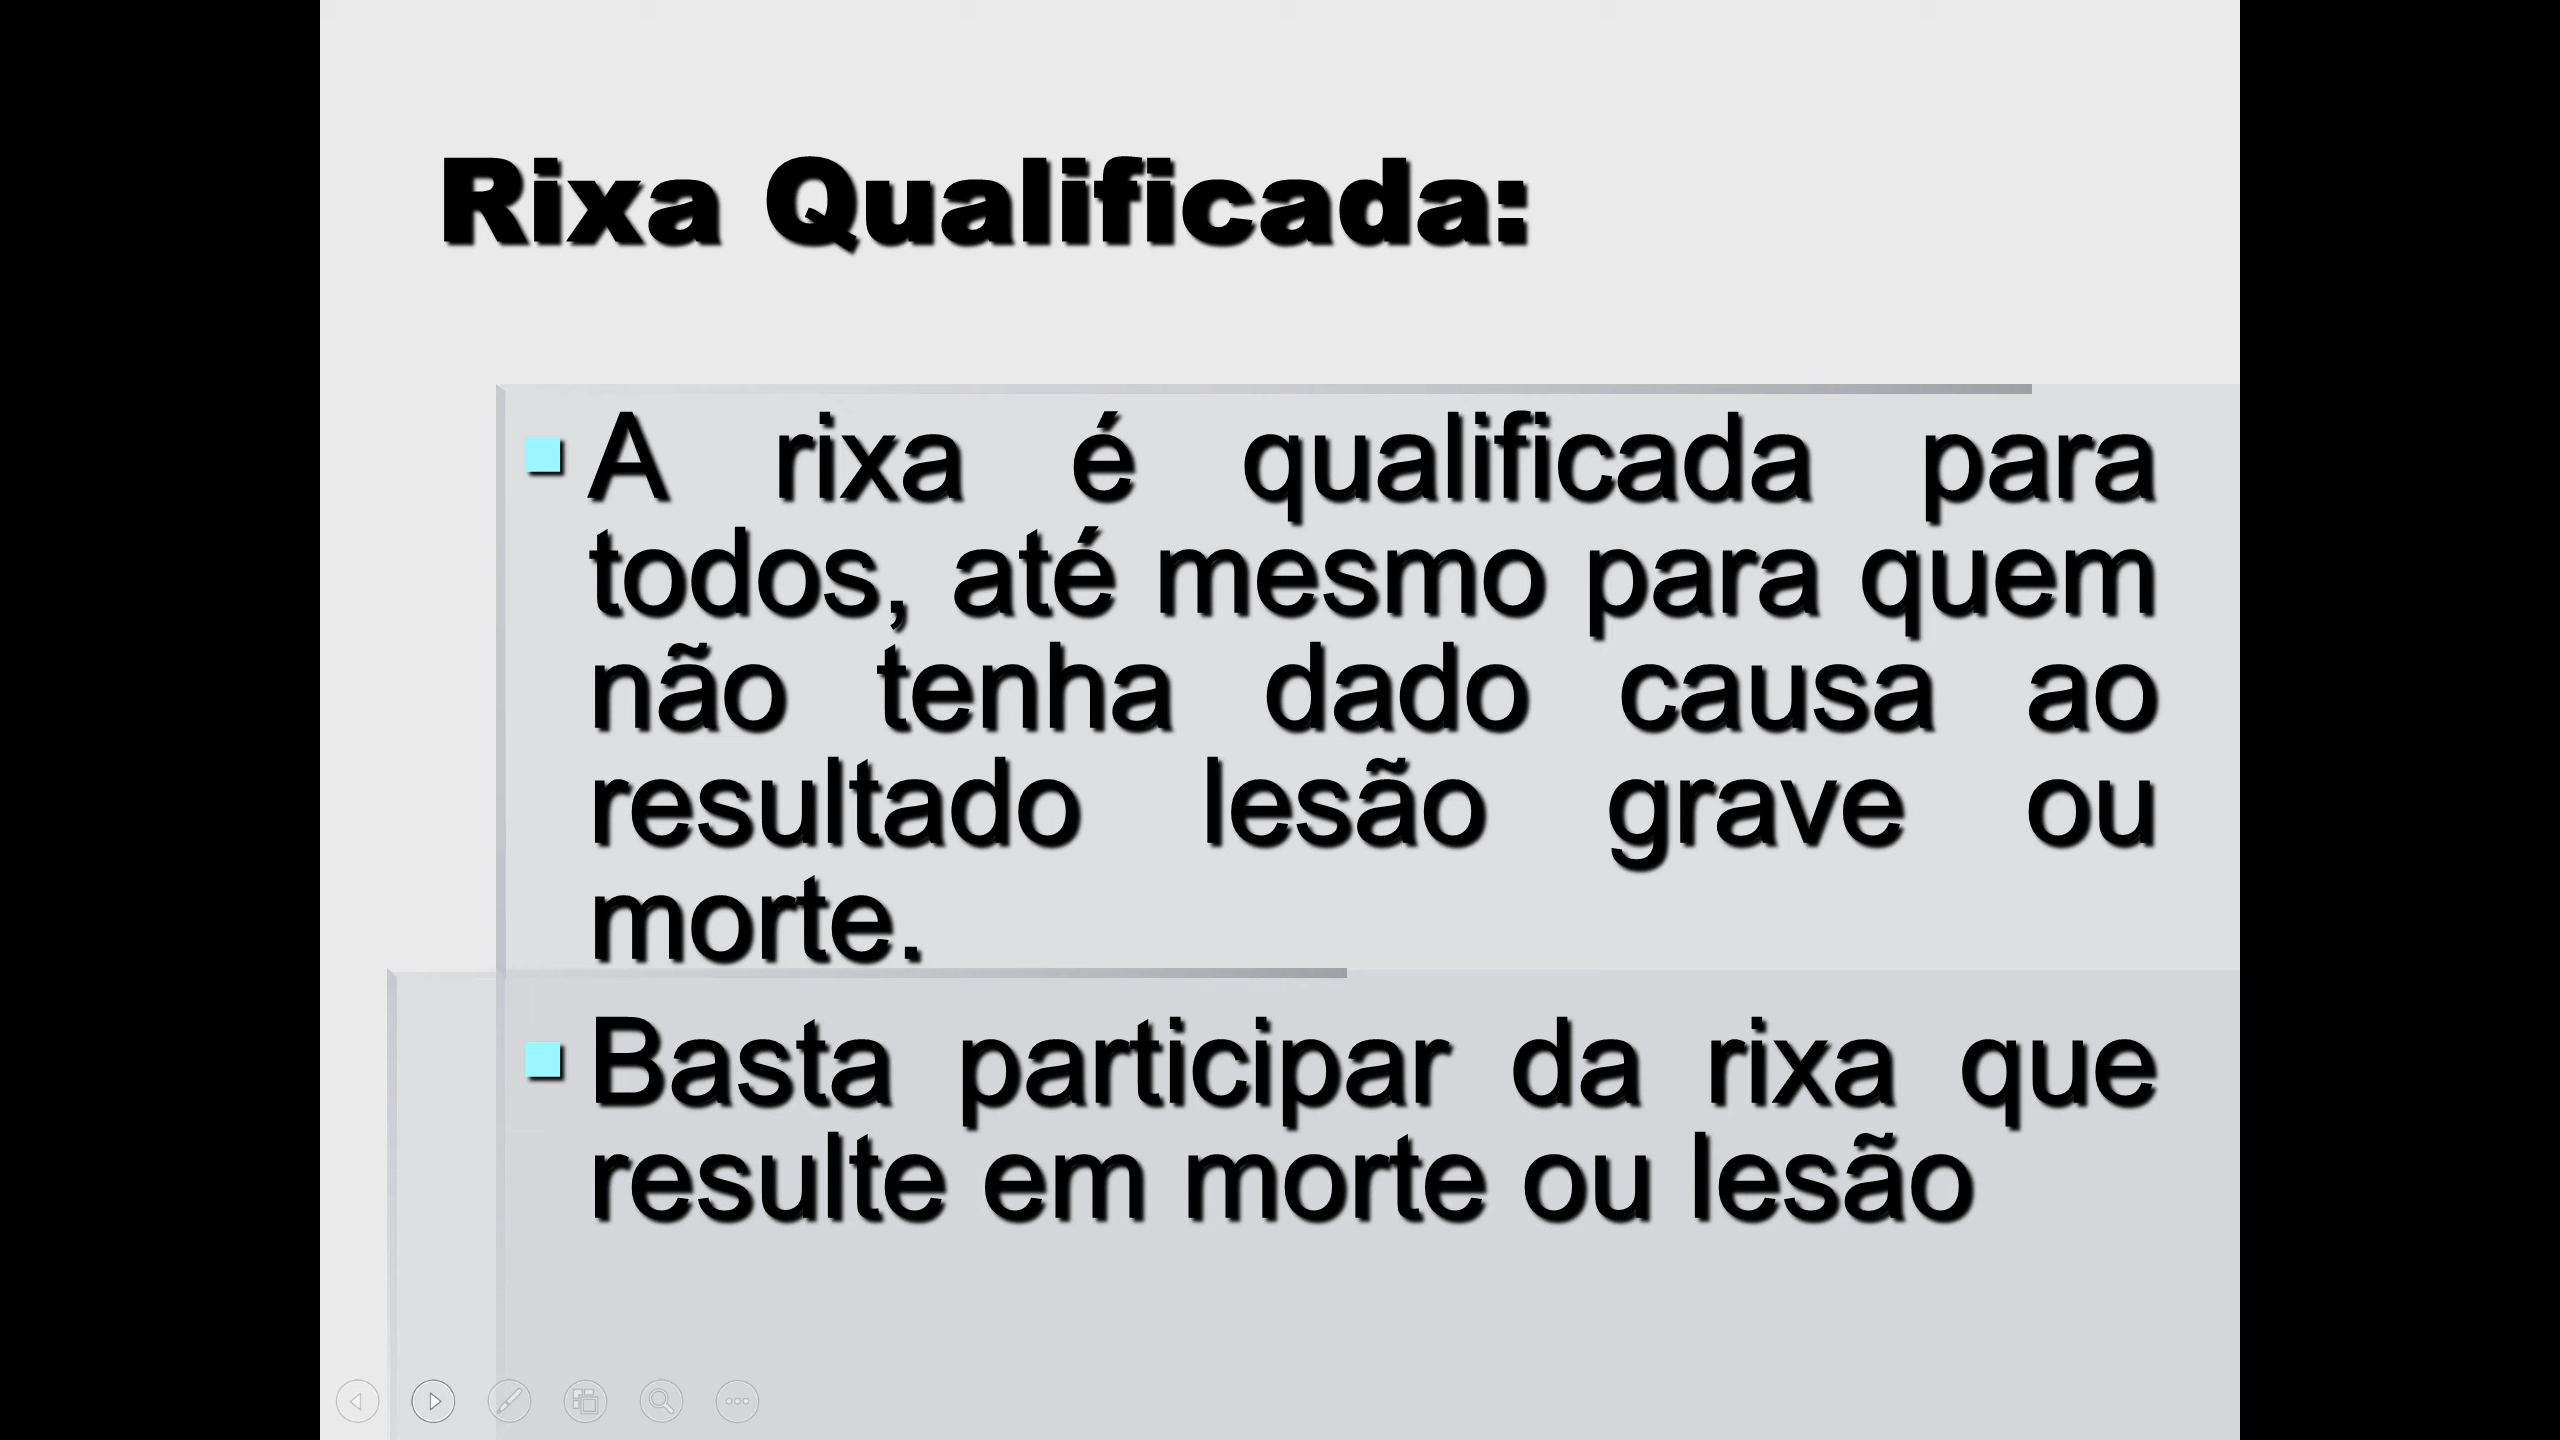 Rixa Qualificada:
A rixa é qualificada para
todos, até mesmo para quem
não tenha dado causa ao
resultado lesão grave ou
morte.
Basta participar da rixa que
resulte em morte ou lesão